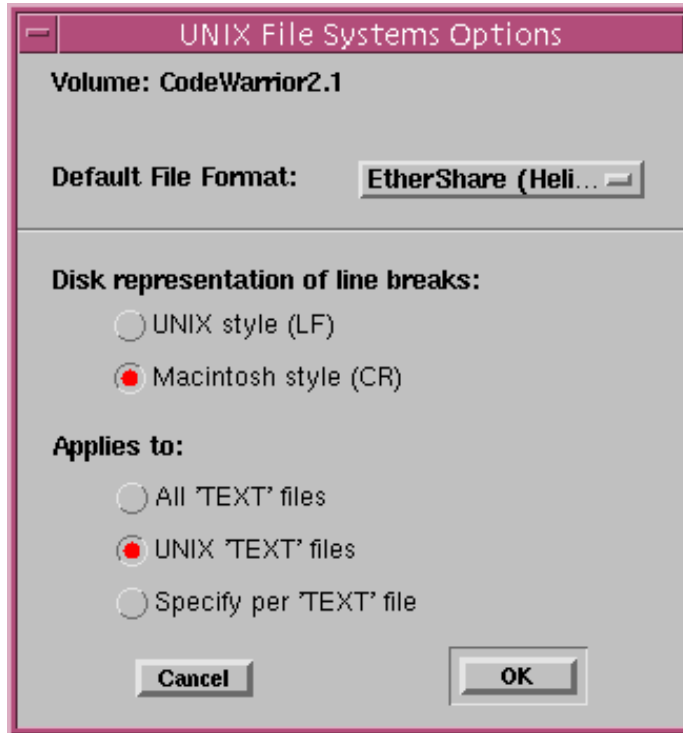 UNIX File Systems Options
Volume: CodeWarrior2.1
Default File Format: EtherShare (Heli...
Disk representation of line breaks:
UNIX style (LF)
Macintosh style (CR)
Applies to:
All 'TEXT' files
UNIX 'TEXT' files
Specify per 'TEXT' file
Cancel OK